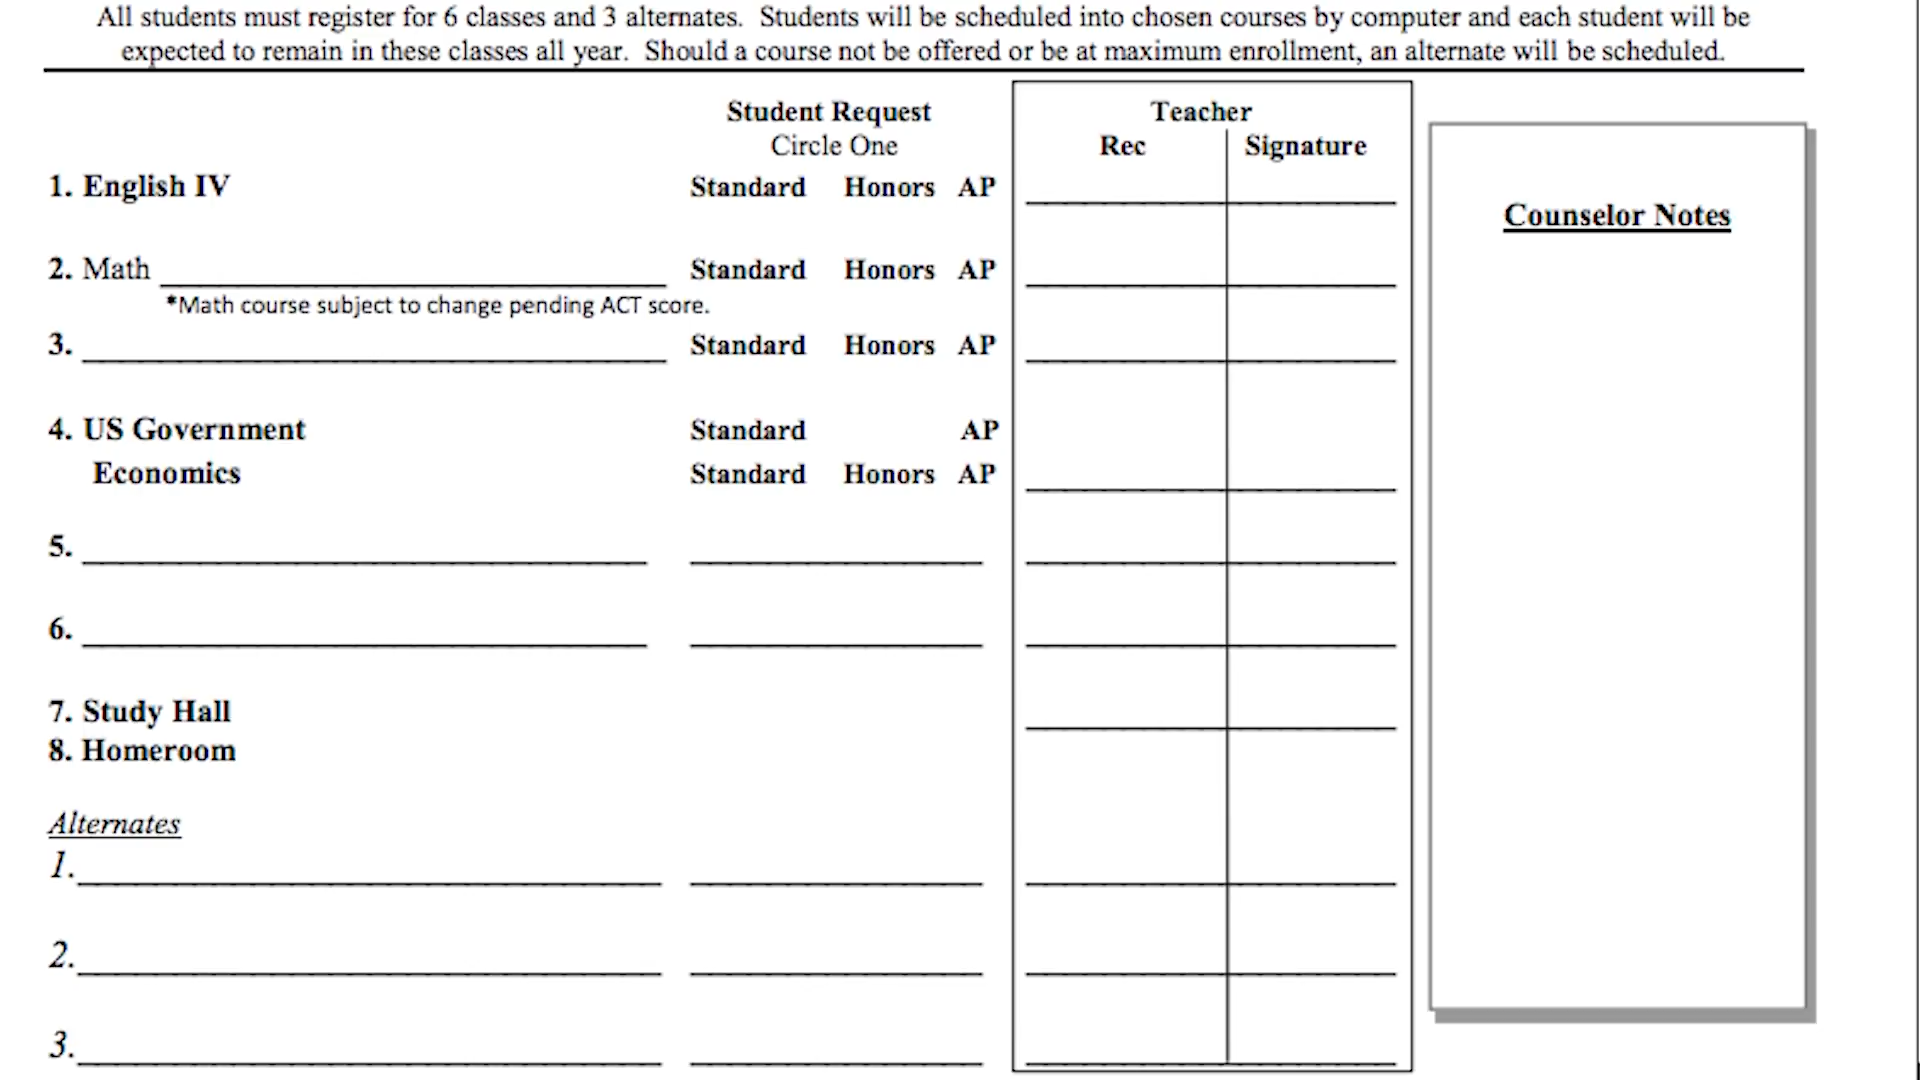 All students must register for 6 classes and 3 alternates. Students will be scheduled into chosen courses by computer and each student will be
expected to remain in these classes all year. Should a course not be offered or be at maximum enrollment, an alternate will be scheduled.
Student Request
Circle One
Teacher
Rec Signature
Counselor Notes
1. English IV Standard Honors AP
2. Math Standard Honors AP
*Math course subject to change pending ACT score.
3. Standard Honors AP
4. US Government Standard AP
Economics Standard Honors AP
5.
6.
7. Study Hall
8. Homeroom
Alternates
1.
2.
3.